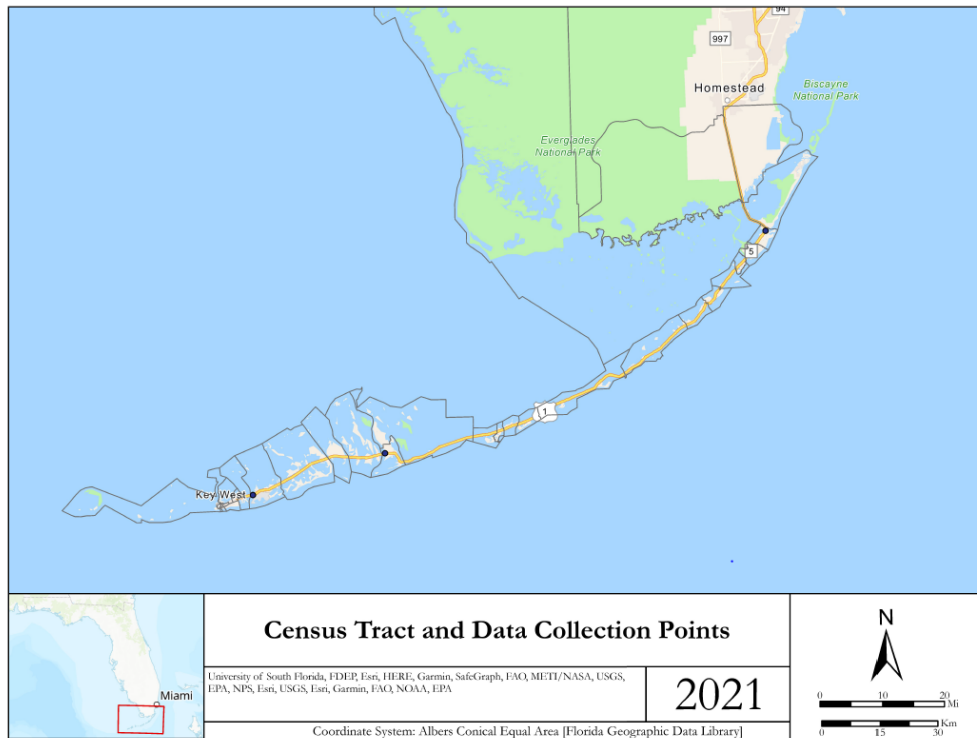 94
997
Homestead
Biscayne
National Park
Everglades
National Park
5
1
Key West
Miami
Census Tract and Data Collection Points
University of South Florida, FDEP, Esri, HERE, Garmin, SafeGraph, FAO, METI/NASA, USGS,
EPA, NPS, Esri, USGS, Esri, Garmin, FAO, NOAA, EPA
2021
Coordinate System: Albers Conical Equal Area [Florida Geographic Data Library]
N
0 10 20
Mi
Km
0 15 30